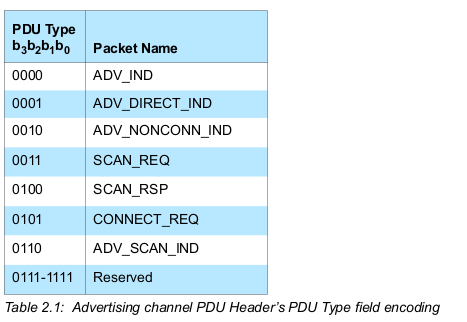 PDU Type
b3b2b1b0 Packet Name
0000 ADV_IND
0001 ADV_DIRECT_IND
0010 ADV_NONCONN_IND
0011 SCAN_REQ
0100 SCAN_RSP
0101 CONNECT_REQ
0110 ADV_SCAN_IND
0111-1111 Reserved
Table 2.1: Advertising channel PDU Header's PDU Type field encoding